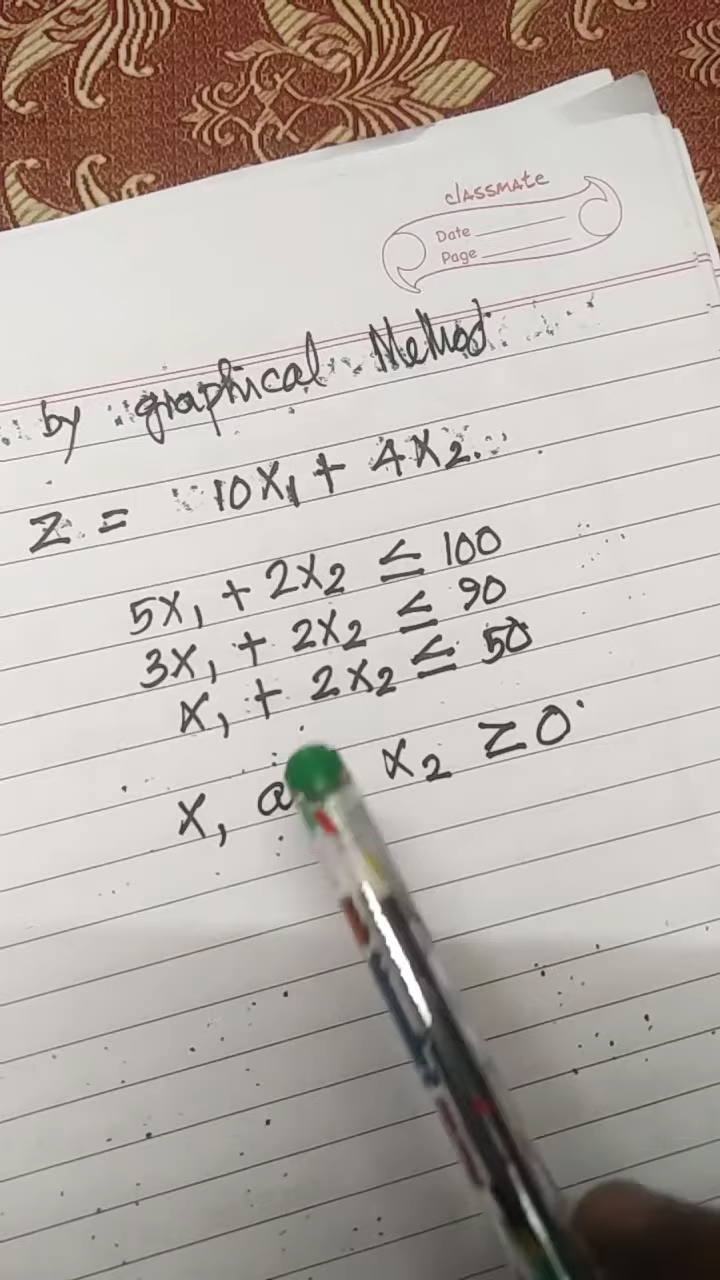 classmate
Date
Page
by graphical Method
Z = 10X₁ + 4X₂.
5X₁ + 2X₂ ≤ 100
3X₁ + 2X₂ ≤ 90
X₁ + 2X₂ ≤ 50
X₁ X₂ ≥ 0